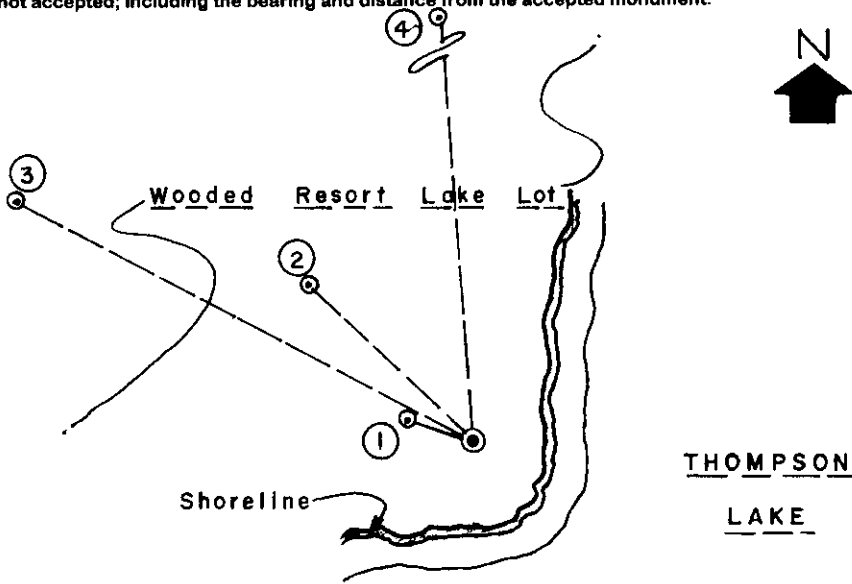 not accepted; including the bearing and distance from the accepted monument.
4
N
3
Wooded Resort Lake Lot
2
1
THOMPSON
Shoreline
LAKE